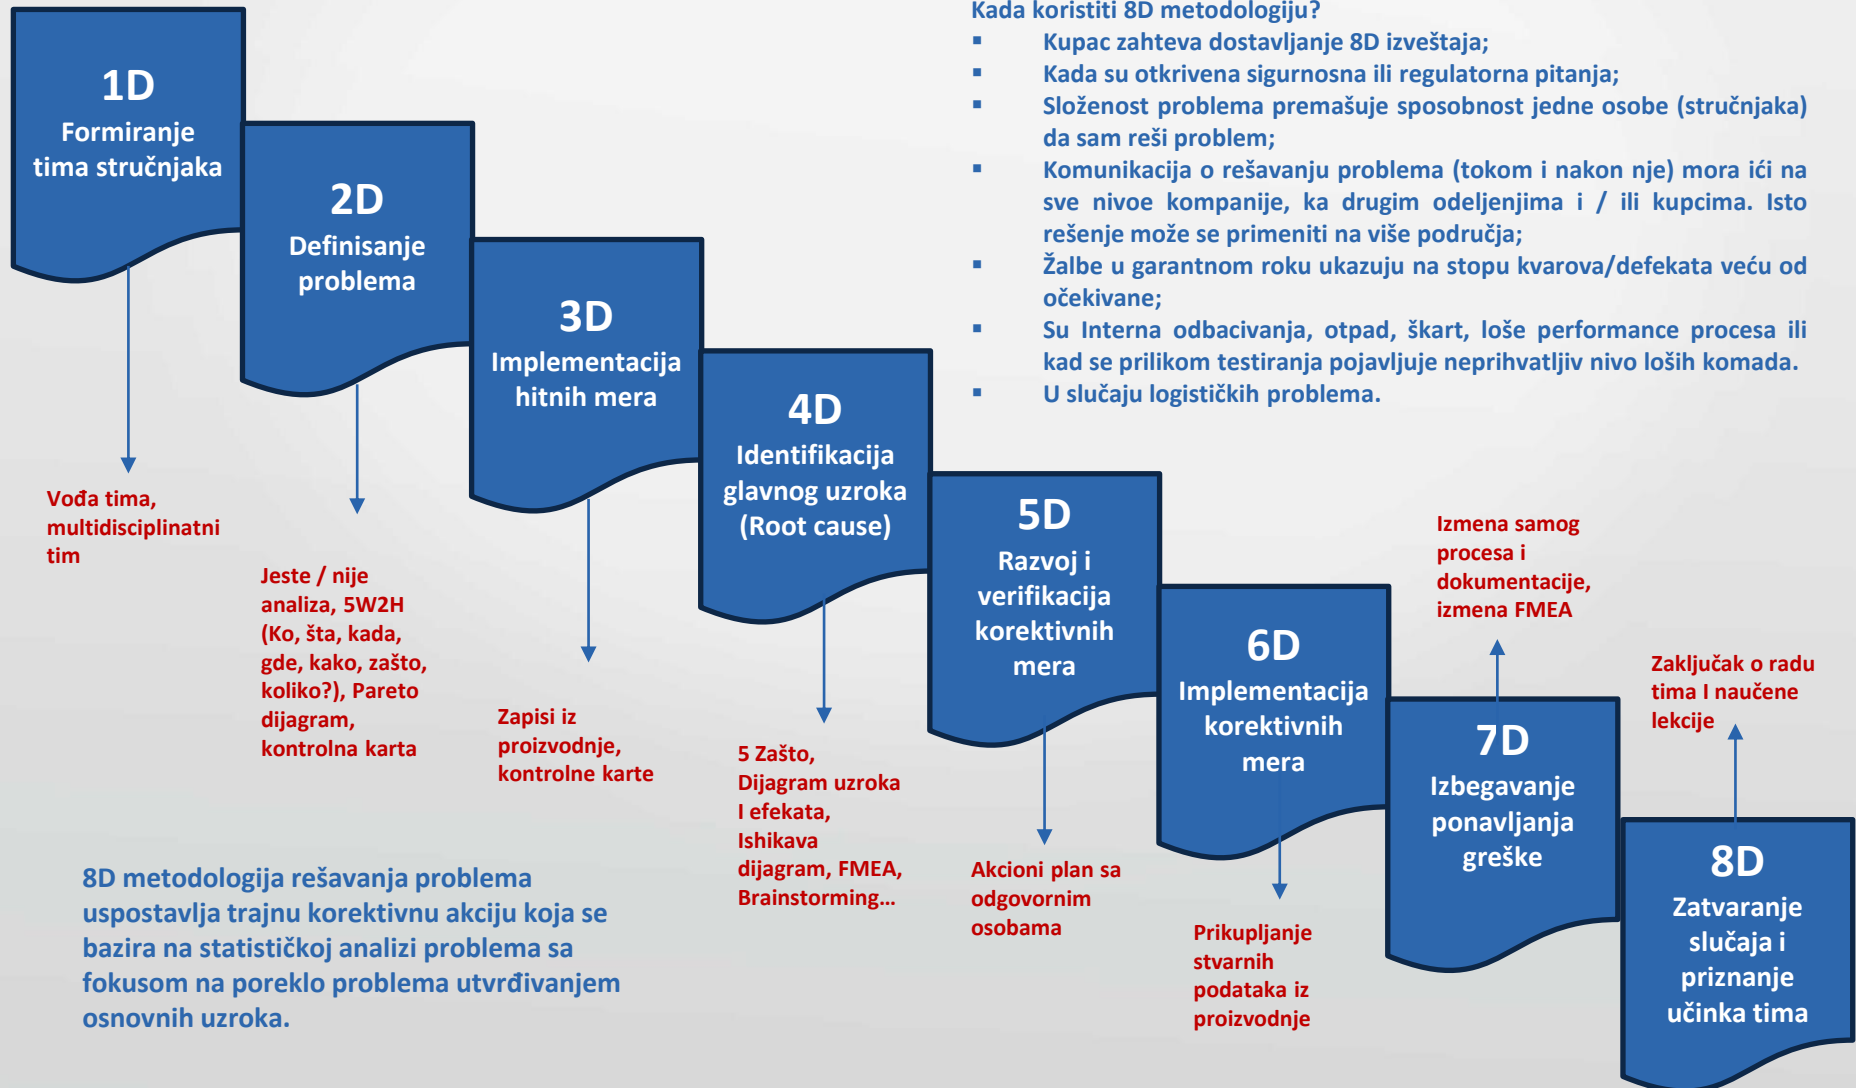 Kada koristiti 8D metodologiju?
▪ Kupac zahteva dostavljanje 8D izveštaja;
▪ Kada su otkrivena sigurnosna ili regulatorna pitanja;
▪ Složenost problema premašuje sposobnost jedne osobe (stručnjaka)
da sam reši problem;
▪ Komunikacija o rešavanju problema (tokom i nakon nje) mora ići na
sve nivoe kompanije, ka drugim odeljenjima i / ili kupcima. Isto
rešenje može se primeniti na više područja;
▪ Žalbe u garantnom roku ukazuju na stopu kvarova/defekata veću od
očekivane;
▪ Su Interna odbacivanja, otpad, škart, loše performance procesa ili
kad se prilikom testiranja pojavljuje neprihvatljiv nivo loših komada.
▪ U slučaju logističkih problema.
1D
Formiranje
tima stručnjaka
Vođa tima,
multidisciplinatni
tim
2D
Definisanje
problema
Jeste / nije
analiza, 5W2H
(Ko, šta, kada,
gde, kako, zašto,
koliko?), Pareto
dijagram,
kontrolna karta
3D
Implementacija
hitnih mera
Zapisi iz
proizvodnje,
kontrolne karte
4D
Identifikacija
glavnog uzroka
(Root cause)
5 Zašto,
Dijagram uzroka
I efekata,
Ishikava
dijagram, FMEA,
Brainstorming…
5D
Razvoj i
verifikacija
korektivnih
mera
Akcioni plan sa
odgovornim
osobama
6D
Implementacija
korektivnih
mera
Prikupljanje
stvarnih
podataka iz
proizvodnje
Izmena samog
procesa i
dokumentacije,
izmena FMEA
7D
Izbegavanje
ponavljanja
greške
Zaključak o radu
tima I naučene
lekcije
8D
Zatvaranje
slučaja i
priznanje
učinka tima
8D metodologija rešavanja problema
uspostavlja trajnu korektivnu akciju koja se
bazira na statističkoj analizi problema sa
fokusom na poreklo problema utvrđivanjem
osnovnih uzroka.